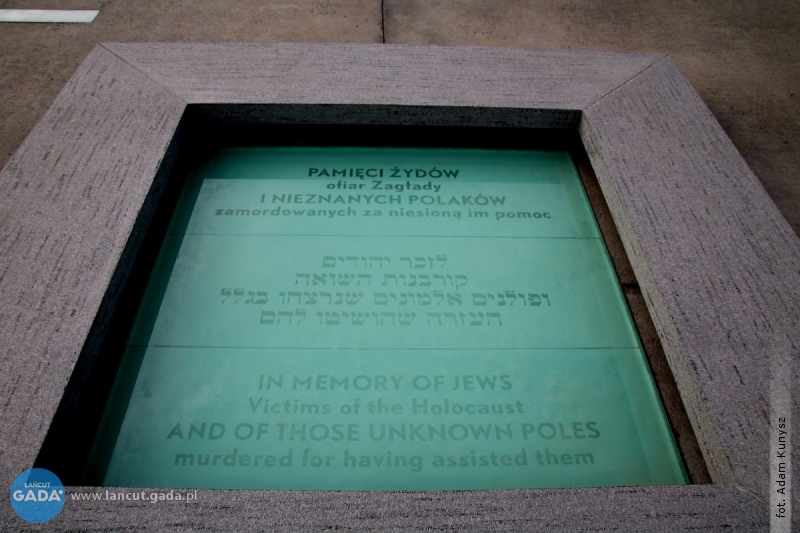 PAMIĘCI ŻYDÓW
ofiar Zagłady
I NIEZNANYCH POLAKÓW
zamordowanych za niesioną im pomoc
לזכר יהודים
קורבנות השואה
ופולנים אלמונים שנרצחו בגלל
העזרה שהושיטו להם
IN MEMORY OF JEWS
Victims of the Holocaust
AND OF THOSE UNKNOWN POLES
murdered for having assisted them
ŁAŃCUT
GADA
www.lancut.gada.pl
fot. Adam Kunysz